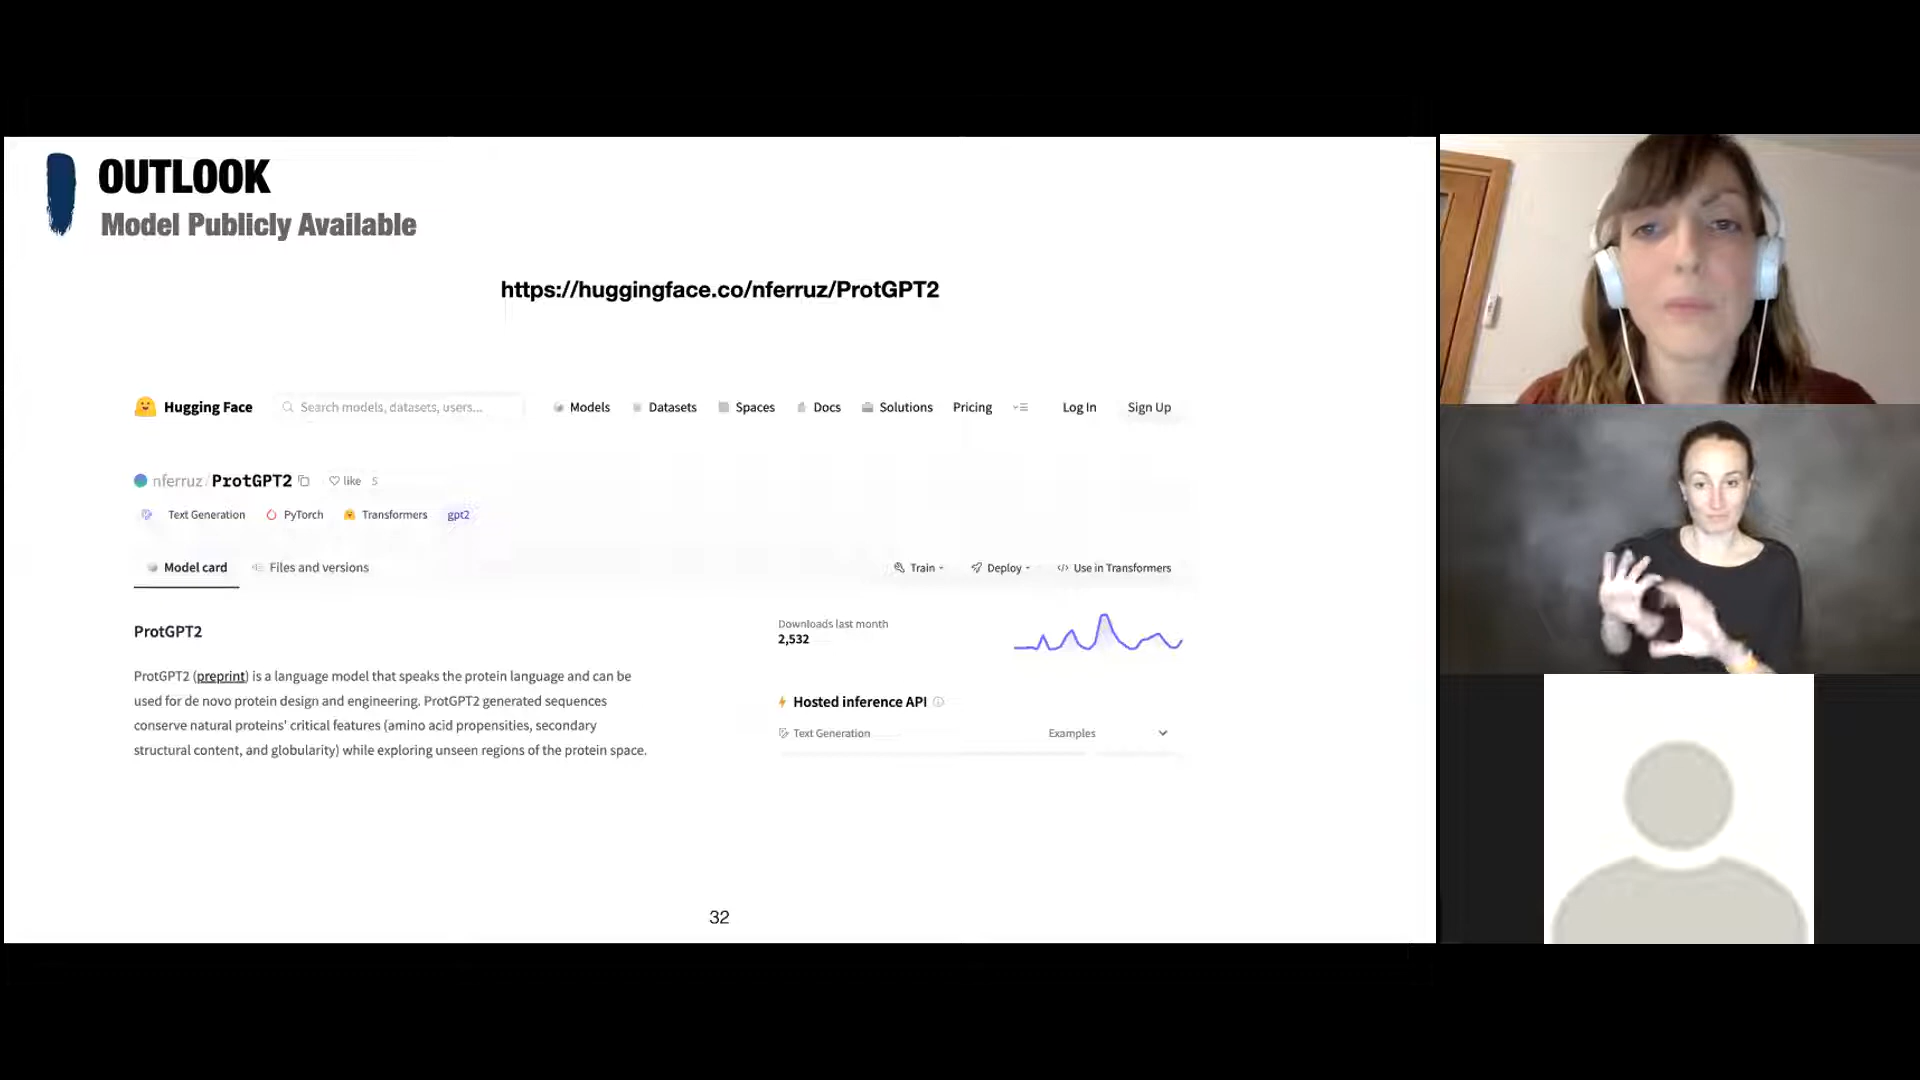 OUTLOOK
Model Publicly Available
https://huggingface.co/nferruz/ProtGPT2
Hugging Face Search models, datasets, users... Models Datasets Spaces Docs Solutions Pricing Log In Sign Up
nferruz/ProtGPT2 like 5
Text Generation PyTorch Transformers gpt2
Model card Files and versions Train Deploy </> Use in Transformers
ProtGPT2
ProtGPT2 (preprint) is a language model that speaks the protein language and can be
used for de novo protein design and engineering. ProtGPT2 generated sequences
conserve natural proteins' critical features (amino acid propensities, secondary
structural content, and globularity) while exploring unseen regions of the protein space.
Downloads last month
2,532
Hosted inference API
Text Generation Examples
32